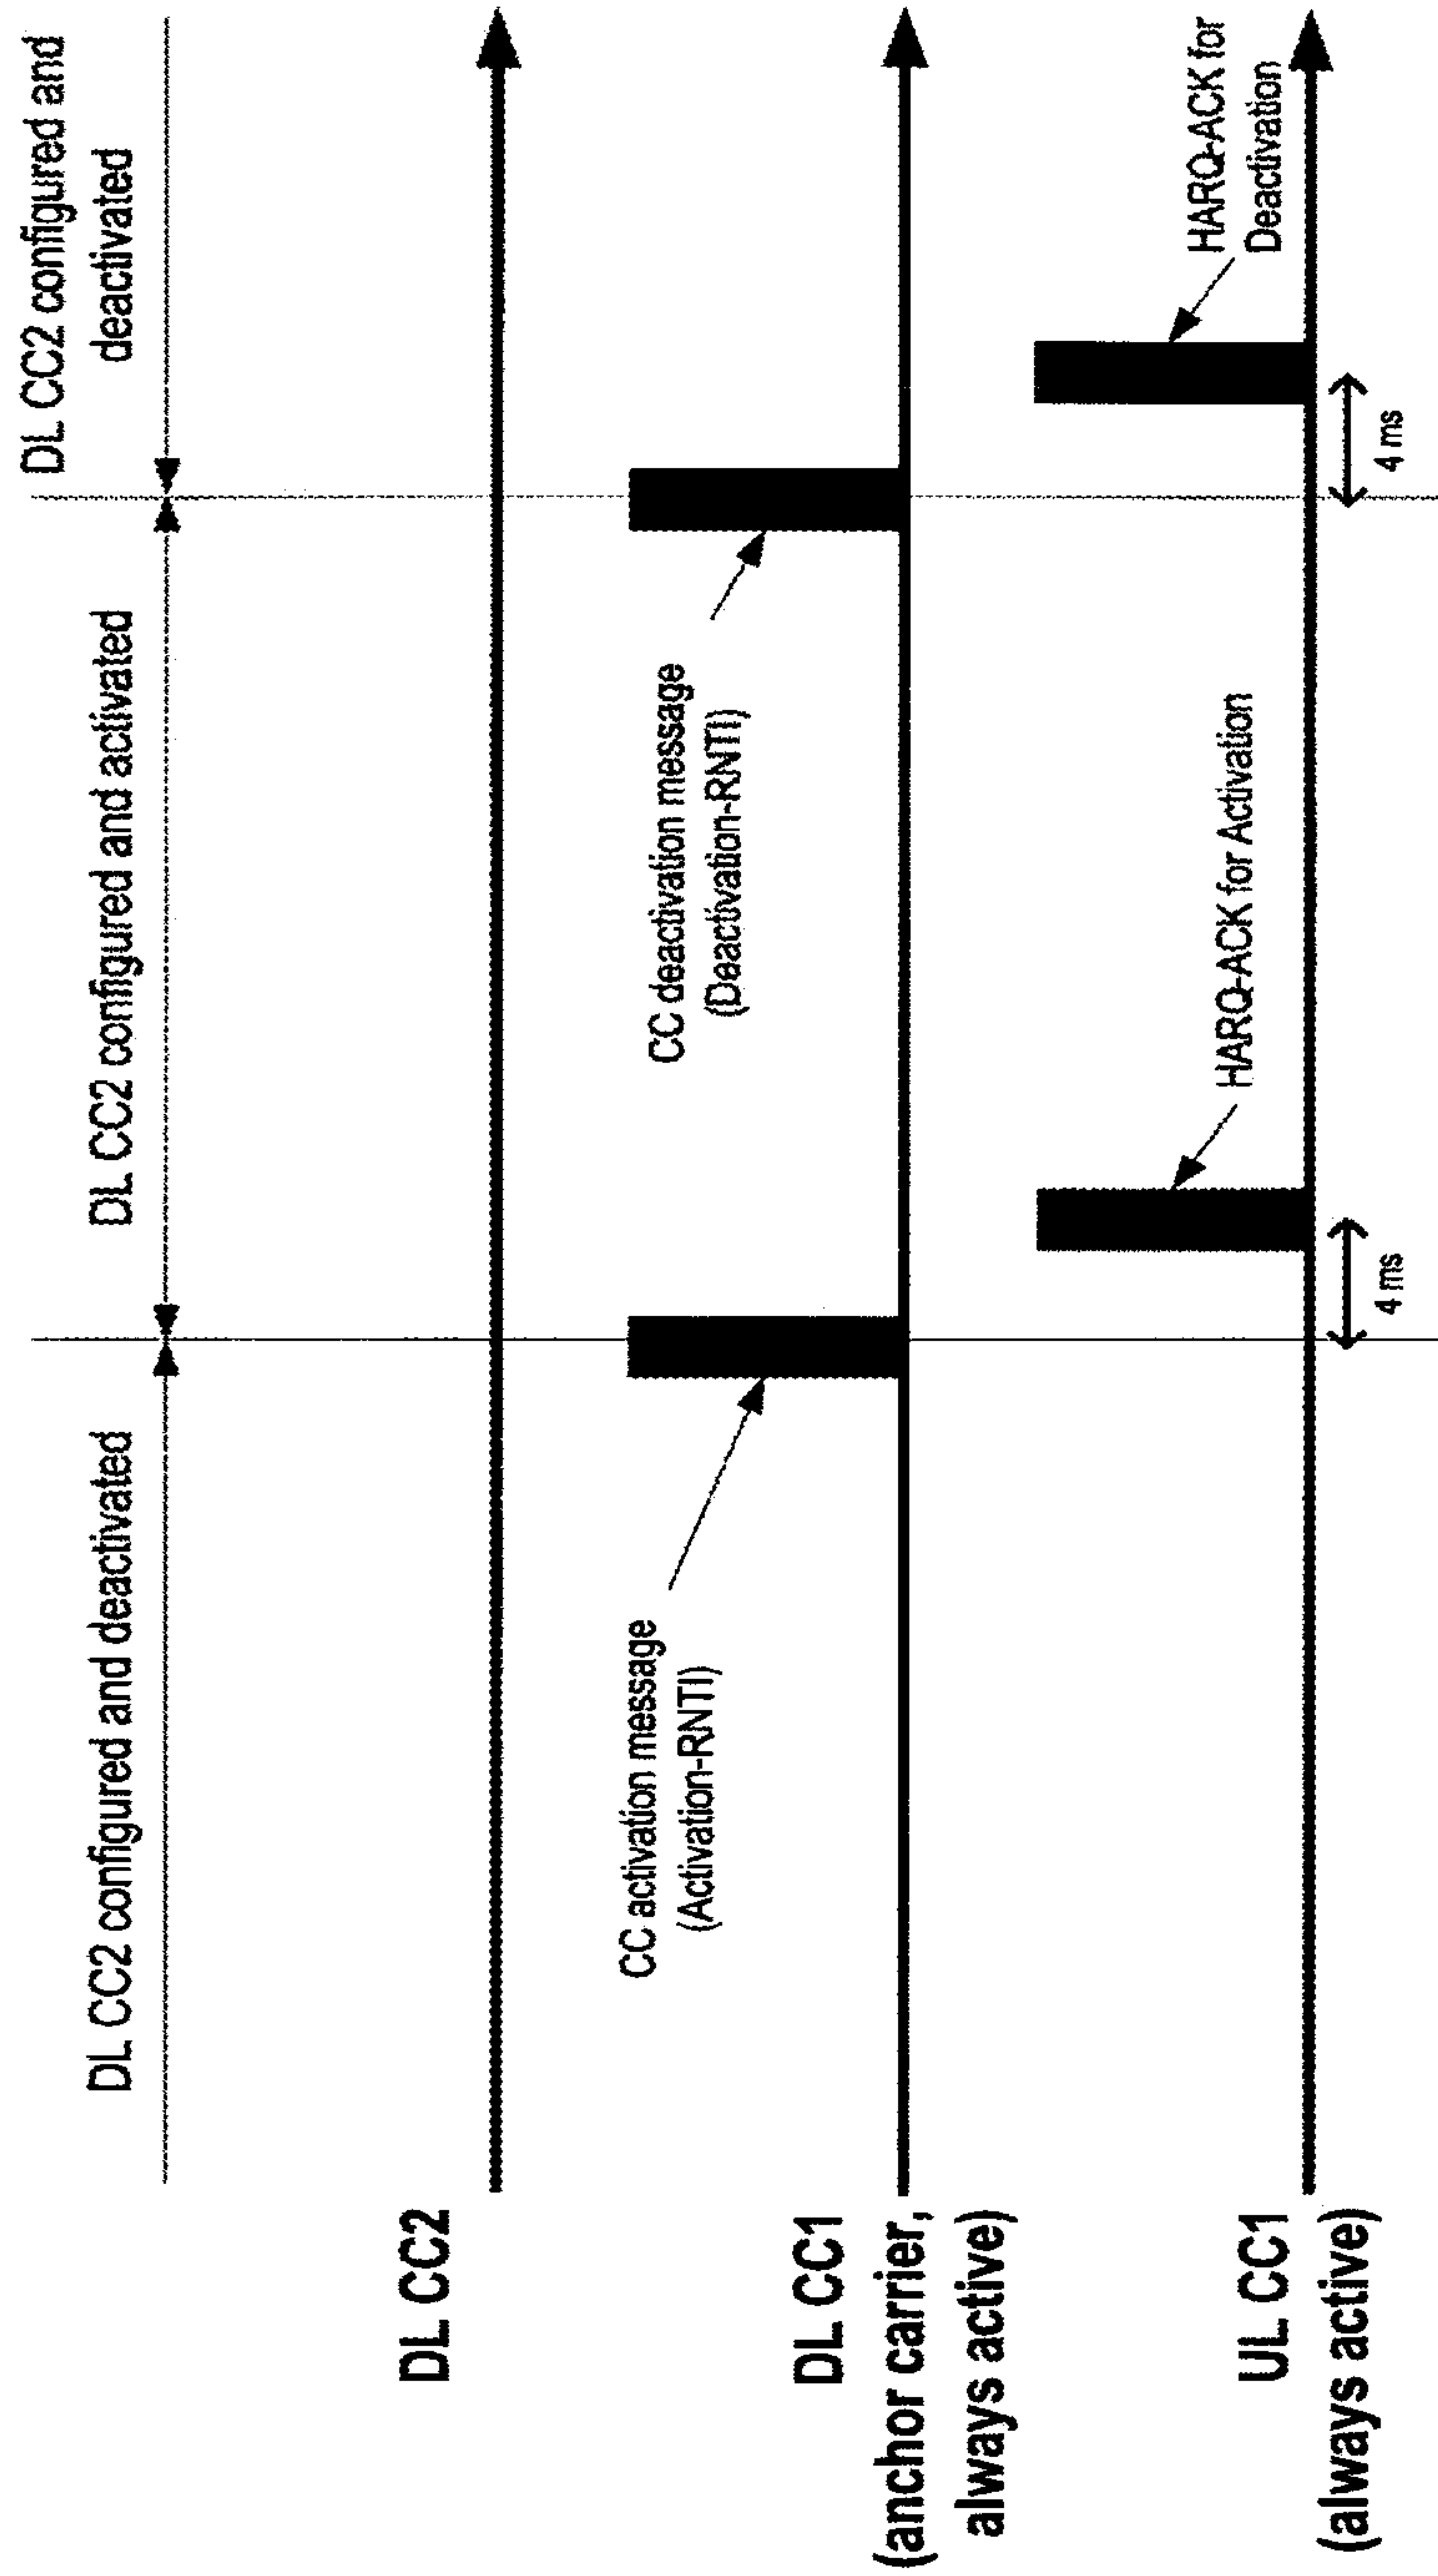 DL CC2 configured and deactivated
DL CC2 configured and activated
DL CC2 configured and
deactivated
DL CC2
CC activation message
(Activation-RNTI)
CC deactivation message
(Deactivation-RNTI)
DL CC1
(anchor carrier,
always active)
HARQ-ACK for Activation
HARQ-ACK for
Deactivation
UL CC1
(always active)
4 ms
4 ms